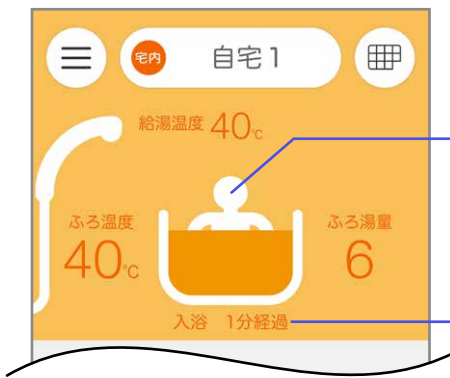 宅内 自宅1
給湯温度 40℃
ふろ温度
40℃
ふろ湯量
6
入浴 1分経過